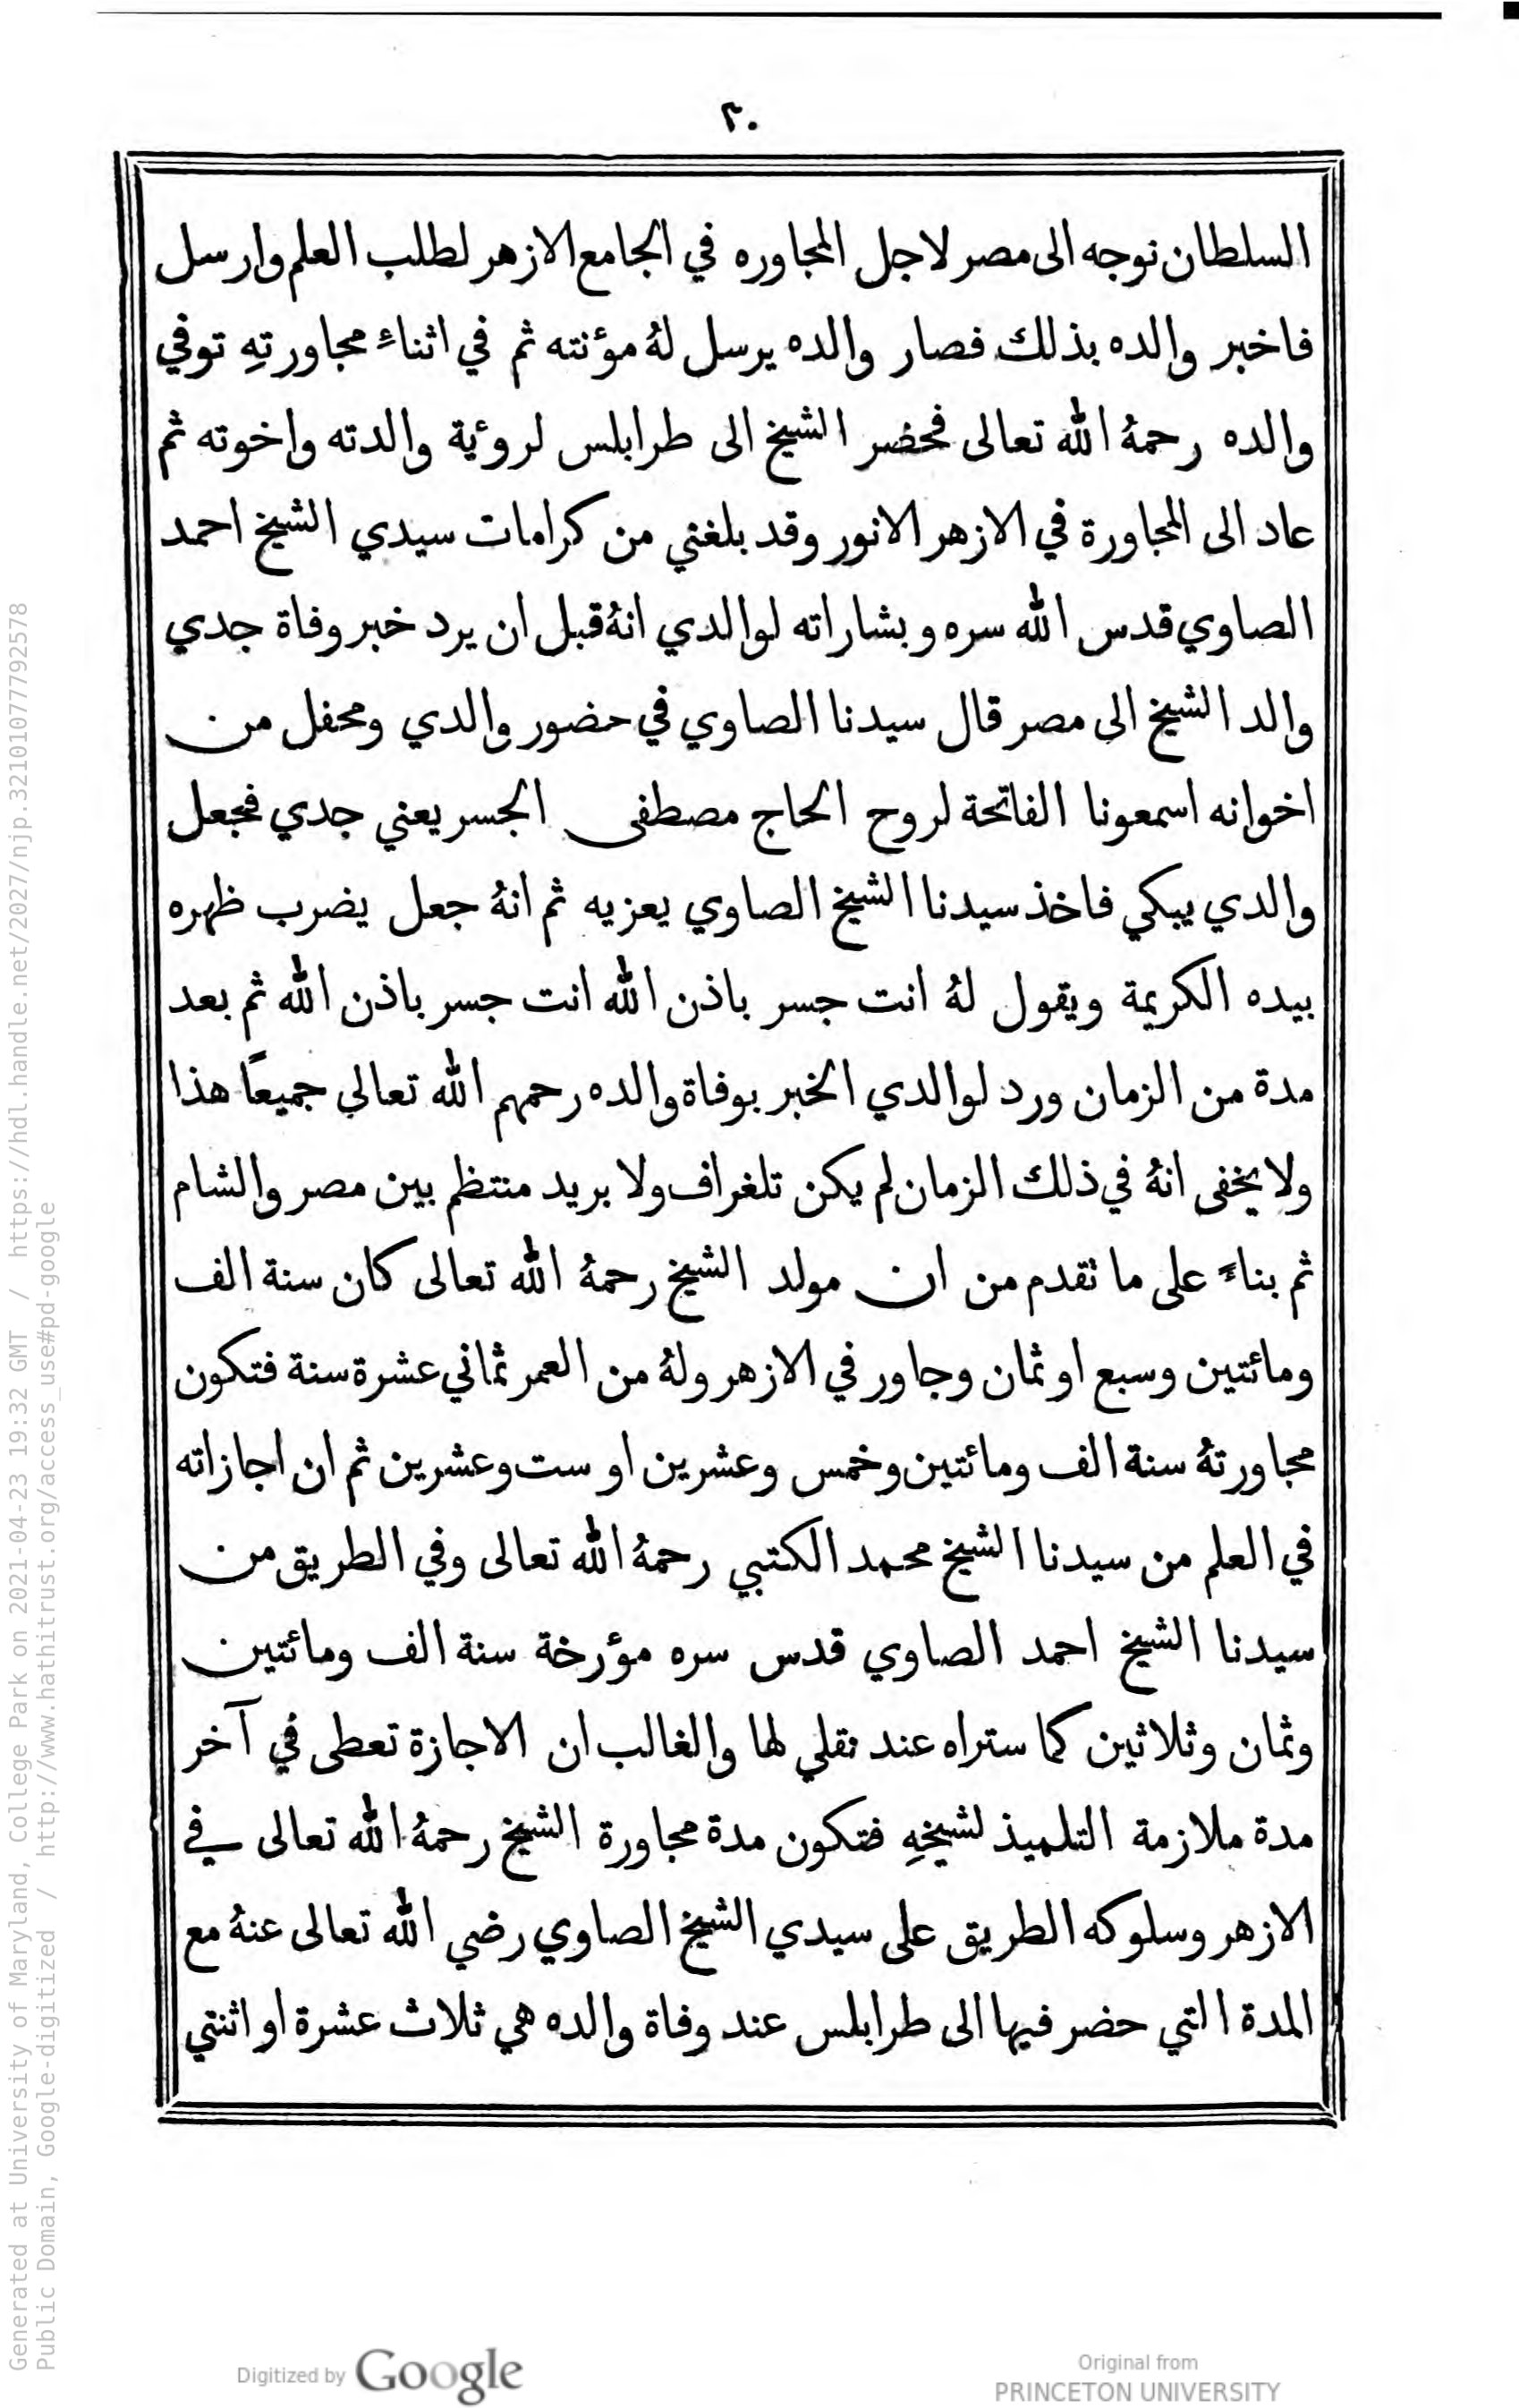 ٢٠
السلطان توجه الى مصر لاجل المجاوره في الجامع الازهر لطلب العلم وارسل
فاخبر والده بذلك فصار والده يرسل لهُ مؤنته ثم في اثناءِ مجاورتهِ توفي
والده رحمهُ الله تعالى فحضر الشيخ الى طرابلس لروءية والدته واخوته ثم
عاد الى المجاورة في الازهر الانور وقد بلغني من كرامات سيدي الشيخ احمد
الصاوي قدس الله سره وبشاراته لوالدي انهُ قبل ان يرد خبر وفاة جدي
والد الشيخ الى مصر قال سيدنا الصاوي في حضور والدي ومحفل من
اخوانه اسمعونا الفاتحة لروح الحاج مصطفى الجسر يعني جدي فجعل
والدي يبكي فاخذ سيدنا الشيخ الصاوي يعزيه ثم انهُ جعل يضرب ظهره
بيده الكريمة ويقول لهُ انت جسر باذن الله انت جسر باذن الله ثم بعد
مدة من الزمان ورد لوالدي الخبر بوفاة والده رحمهم الله تعالي جميعًا هذا
ولا يخفى انهُ في ذلك الزمان لم يكن تلغراف ولا بريد منتظم بين مصر والشام
ثم بناءً على ما تقدم من ان مولد الشيخ رحمهُ الله تعالى كان سنة الف
ومائتين وسبع او ثمان وجاور في الازهر ولهُ من العمر ثماني عشرة سنة فتكون
مجاورتهُ سنة الف ومائتين وخمس وعشرين او ست وعشرين ثم ان اجازاته
في العلم من سيدنا الشيخ محمد الكتبي رحمهُ الله تعالى وفي الطريق من
سيدنا الشيخ احمد الصاوي قدس سره مؤرخة سنة الف ومائتين
وثمان وثلاثين كما ستراه عند نقلي لها والغالب ان الاجازة تعطى في آخر
مدة ملازمة التلميذ لشيخهِ فتكون مدة مجاورة الشيخ رحمهُ الله تعالى في
الازهر وسلوكه الطريق على سيدي الشيخ الصاوي رضي الله تعالى عنهُ مع
المدة التي حضر فيها الى طرابلس عند وفاة والده هي ثلاث عشرة او اثنتي
Generated at University of Maryland, College Park on 2021-04-23 19:32 GMT / https://hdl.handle.net/2027/njp.32101077792578
Public Domain, Google-digitized / http://www.hathitrust.org/access_use#pd-google
Digitized by Google
Original from
PRINCETON UNIVERSITY